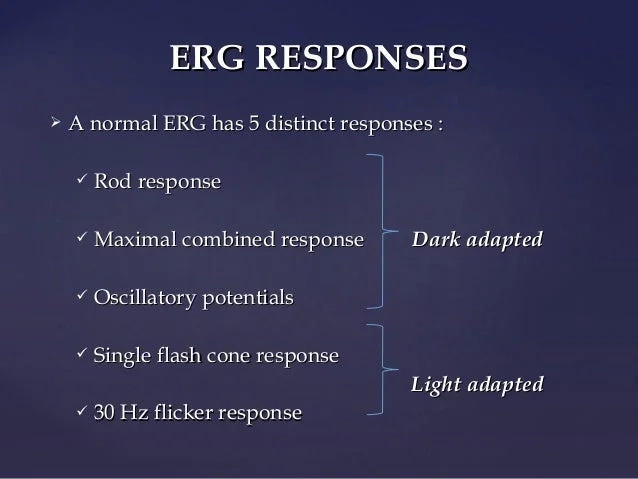 ERG RESPONSES
➢ A normal ERG has 5 distinct responses :
✓ Rod response
✓ Maximal combined response
Dark adapted
✓ Oscillatory potentials
✓ Single flash cone response
Light adapted
✓ 30 Hz flicker response